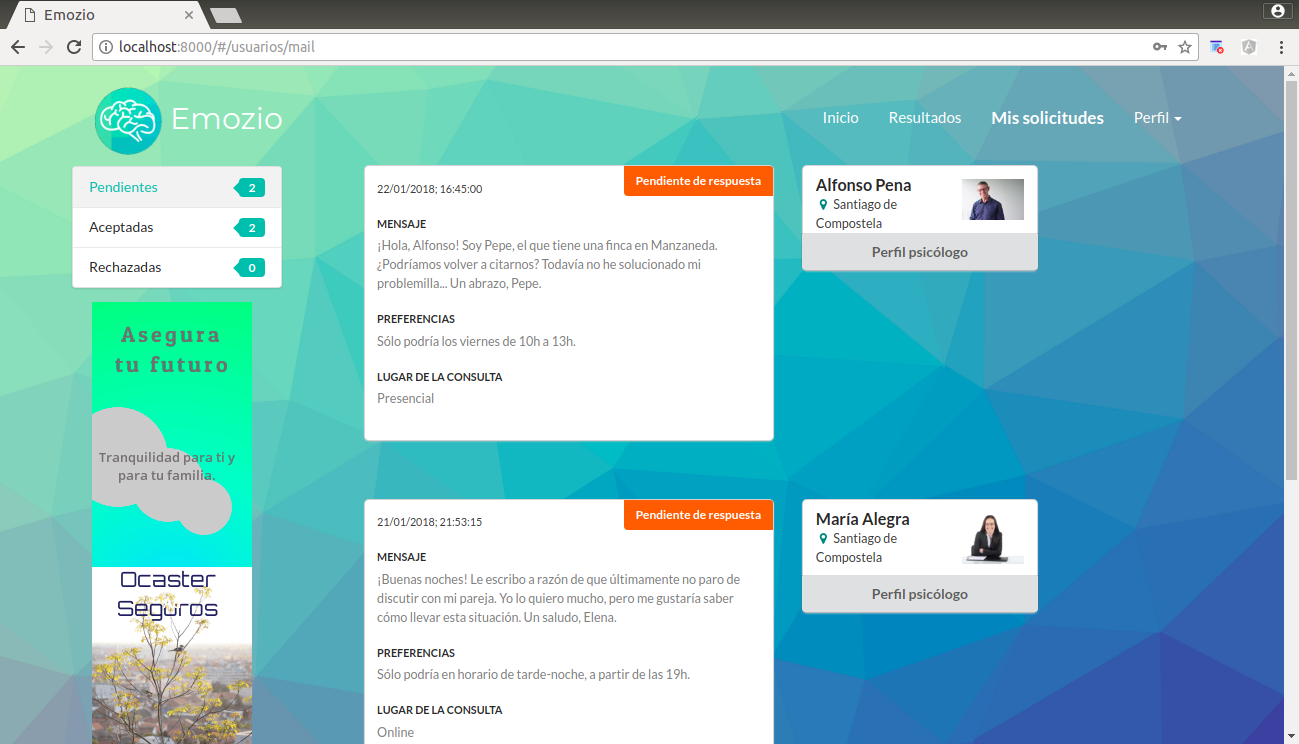 Emozio
localhost:8000/#/usuarios/mail
Emozio
Inicio
Resultados
Mis solicitudes
Perfil
Pendientes 2
Aceptadas 2
Rechazadas 0
Asegura
tu futuro
Tranquilidad para ti y
para tu familia.
Ocaster
Seguros
22/01/2018; 16:45:00
Pendiente de respuesta
MENSAJE
¡Hola, Alfonso! Soy Pepe, el que tiene una finca en Manzaneda.
¿Podríamos volver a citarnos? Todavía no he solucionado mi
problemilla... Un abrazo, Pepe.
PREFERENCIAS
Sólo podría los viernes de 10h a 13h.
LUGAR DE LA CONSULTA
Presencial
Alfonso Pena
Santiago de
Compostela
Perfil psicólogo
21/01/2018; 21:53:15
Pendiente de respuesta
MENSAJE
¡Buenas noches! Le escribo a razón de que últimamente no paro de
discutir con mi pareja. Yo lo quiero mucho, pero me gustaría saber
cómo llevar esta situación. Un saludo, Elena.
PREFERENCIAS
Sólo podría en horario de tarde-noche, a partir de las 19h.
LUGAR DE LA CONSULTA
Online
María Alegra
Santiago de
Compostela
Perfil psicólogo